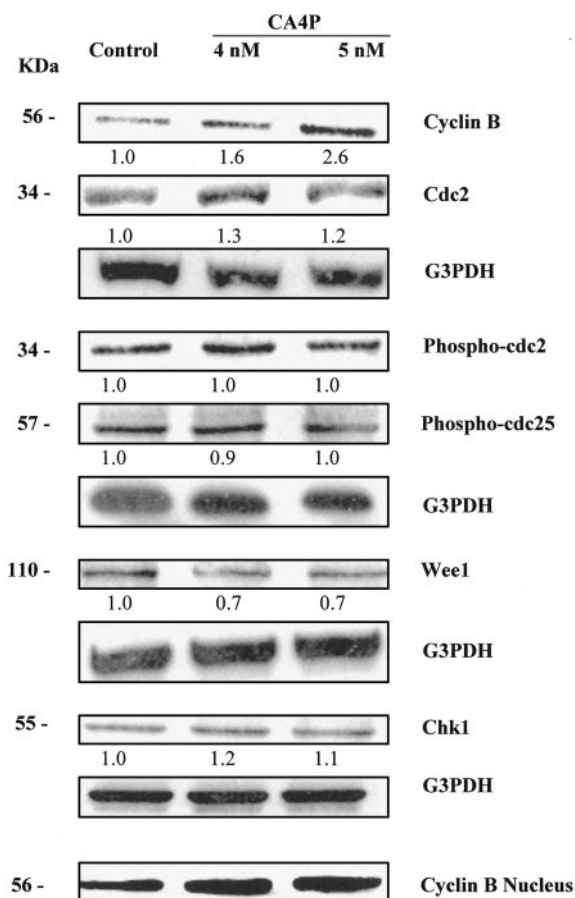 CA4P
KDa Control 4 nM 5 nM
56 - Cyclin B
1.0 1.6 2.6
34 - Cdc2
1.0 1.3 1.2
G3PDH
34 - Phospho-cdc2
1.0 1.0 1.0
57 - Phospho-cdc25
1.0 0.9 1.0
G3PDH
110 - Wee1
1.0 0.7 0.7
G3PDH
55 - Chk1
1.0 1.2 1.1
G3PDH
56 - Cyclin B Nucleus